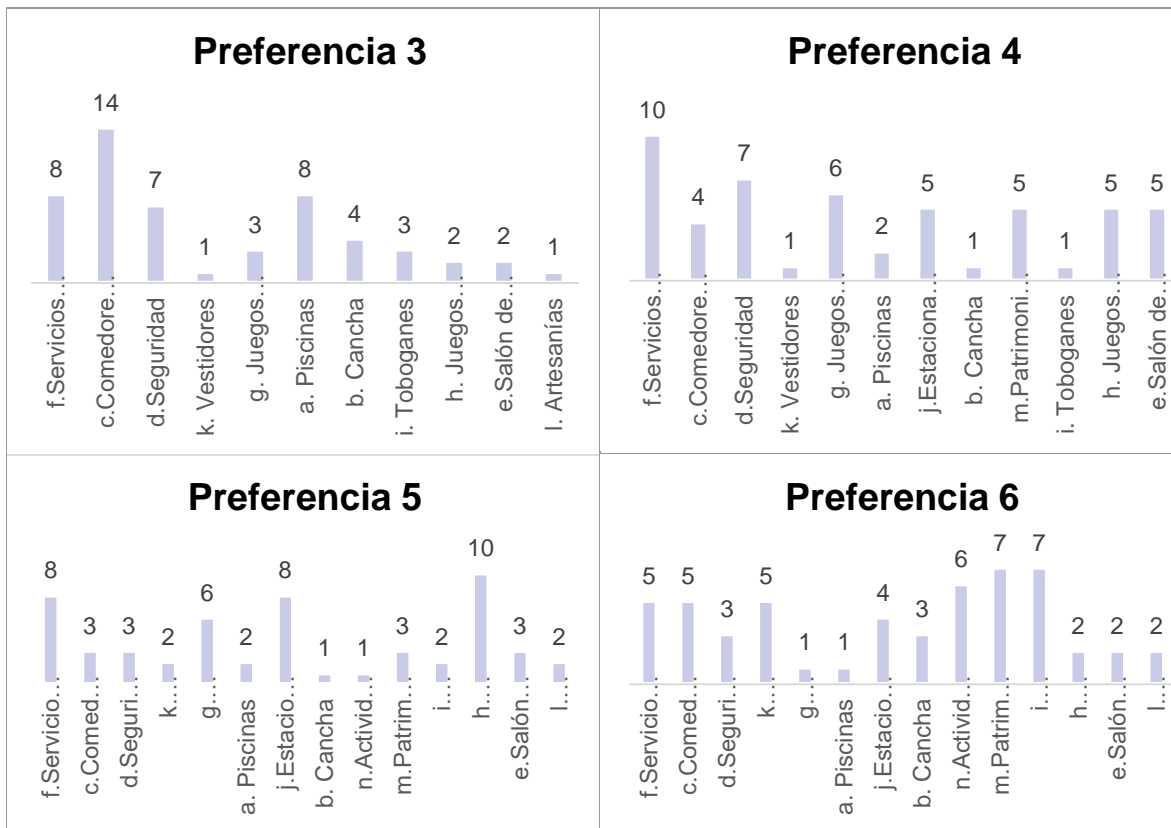 Preferencia 3
14
8
8
7
4
3
3
2
2
1
1
f.Servicios...
c.Comedore...
d.Seguridad
k. Vestidores
g. Juegos...
a. Piscinas
b. Cancha
i. Toboganes
h. Juegos...
e.Salón de...
l. Artesanías
Preferencia 4
10
7
6
5
5
5
5
4
2
1
1
1
f.Servicios...
c.Comedore...
d.Seguridad
k. Vestidores
g. Juegos...
a. Piscinas
j.Estaciona...
b. Cancha
m.Patrimoni...
i. Toboganes
h. Juegos...
e.Salón de...
Preferencia 5
10
8
8
6
3
3
3
3
2
2
2
2
1
1
f.Servicio...
c.Comed...
d.Seguri...
k....
g....
a. Piscinas
j.Estacio...
b. Cancha
n.Activid...
m.Patrim...
i....
h....
e.Salón...
l....
Preferencia 6
7
7
6
5
5
5
4
3
3
2
2
2
1
1
f.Servicio...
c.Comed...
d.Seguri...
k....
g....
a. Piscinas
j.Estacio...
b. Cancha
n.Activid...
m.Patrim...
i....
h....
e.Salón...
l....